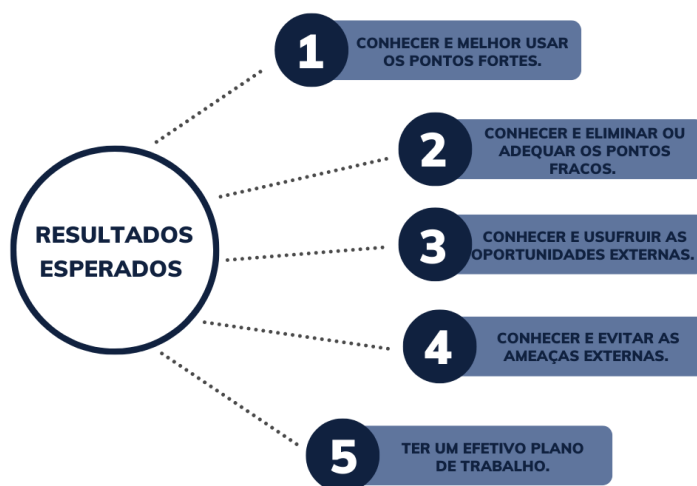 RESULTADOS
ESPERADOS
1
CONHECER E MELHOR USAR
OS PONTOS FORTES.
2
CONHECER E ELIMINAR OU
ADEQUAR OS PONTOS
FRACOS.
3
CONHECER E USUFRUIR AS
OPORTUNIDADES EXTERNAS.
4
CONHECER E EVITAR AS
AMEAÇAS EXTERNAS.
5
TER UM EFETIVO PLANO
DE TRABALHO.